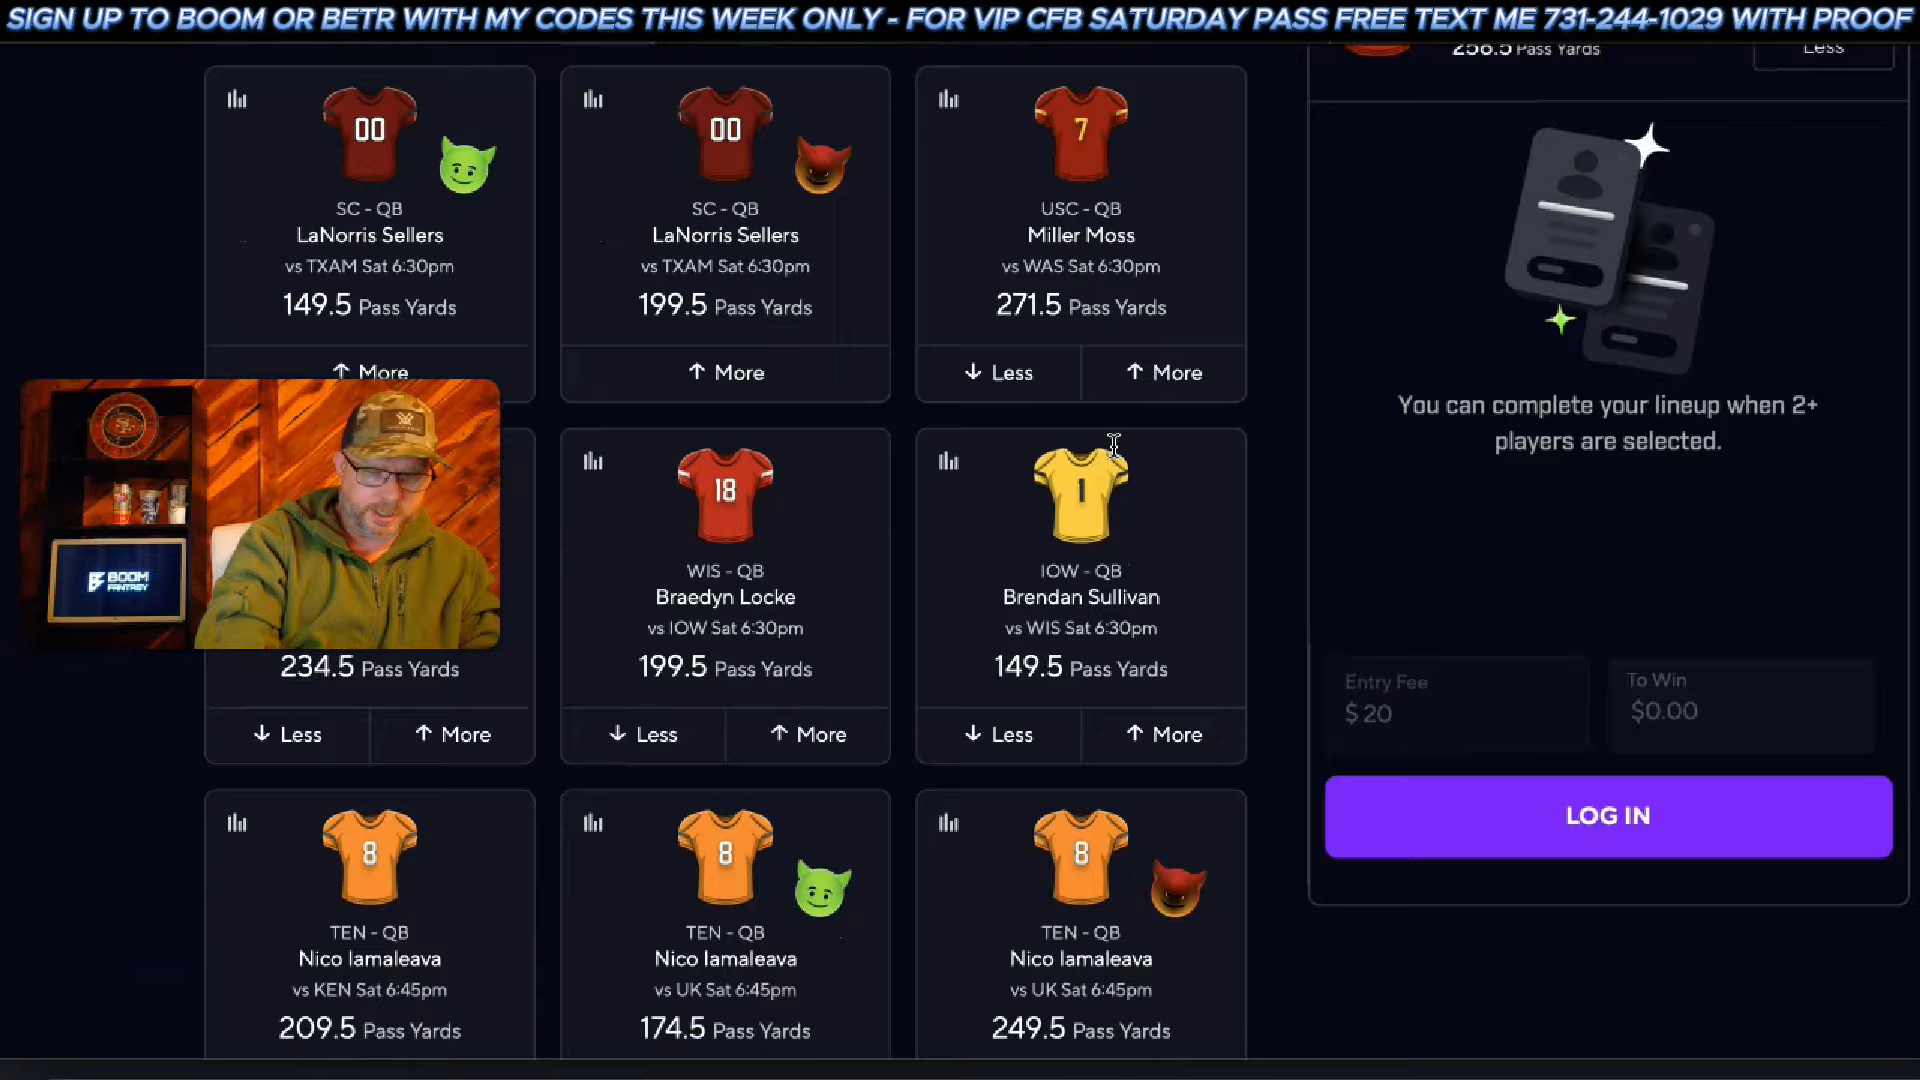 SIGN UP TO BOOM OR BETR WITH MY CODES THIS WEEK ONLY - FOR VIP CFB SATURDAY PASS FREE TEXT ME 731-244-1029 WITH PROOF
258.5 Pass Yards
Less
00
SC - QB
LaNorris Sellers
vs TXAM Sat 6:30pm
149.5 Pass Yards
↑ More
00
SC - QB
LaNorris Sellers
vs TXAM Sat 6:30pm
199.5 Pass Yards
↑ More
7
USC - QB
Miller Moss
vs WAS Sat 6:30pm
271.5 Pass Yards
↓ Less ↑ More
You can complete your lineup when 2+
players are selected.
BOOM
FANTASY
234.5 Pass Yards
↓ Less ↑ More
18
WIS - QB
Braedyn Locke
vs IOW Sat 6:30pm
199.5 Pass Yards
↓ Less ↑ More
1
IOW - QB
Brendan Sullivan
vs WIS Sat 6:30pm
149.5 Pass Yards
↓ Less ↑ More
Entry Fee
$ 20
To Win
$0.00
LOG IN
8
TEN - QB
Nico Iamaleava
vs KEN Sat 6:45pm
209.5 Pass Yards
8
TEN - QB
Nico Iamaleava
vs UK Sat 6:45pm
174.5 Pass Yards
8
TEN - QB
Nico Iamaleava
vs UK Sat 6:45pm
249.5 Pass Yards